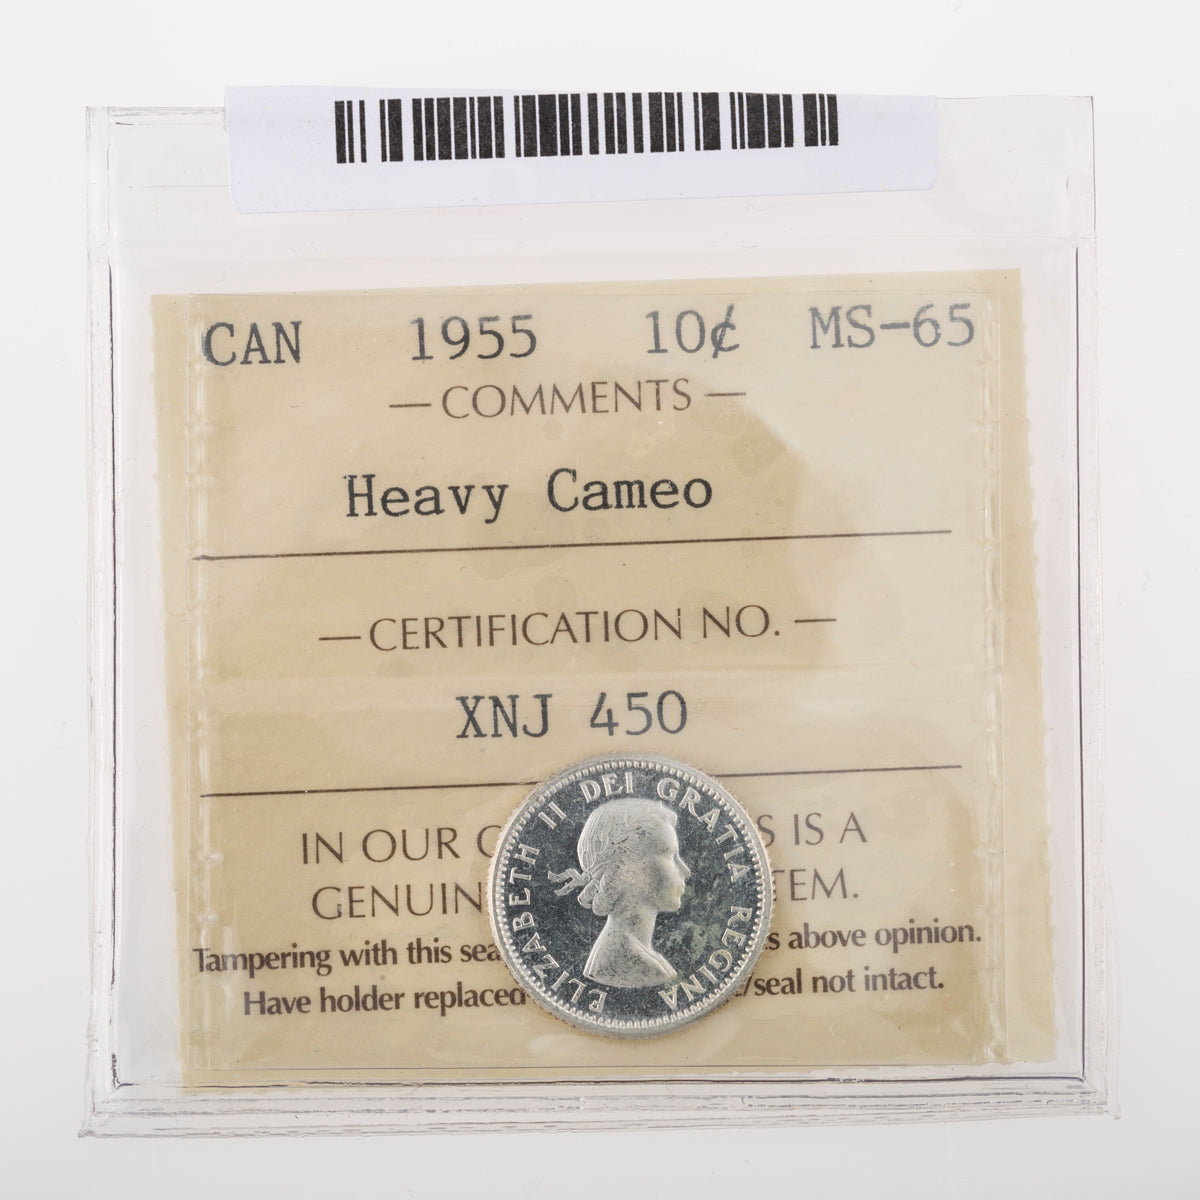 CAN 1955 10¢ MS-65
— COMMENTS —
Heavy Cameo
— CERTIFICATION NO. —
XNJ 450
IN OUR S IS A
GENUIN TEM.
Tampering with this sea s above opinion.
Have holder replaced /seal not intact.
ELIZABETH II DEI GRATIA REGINA